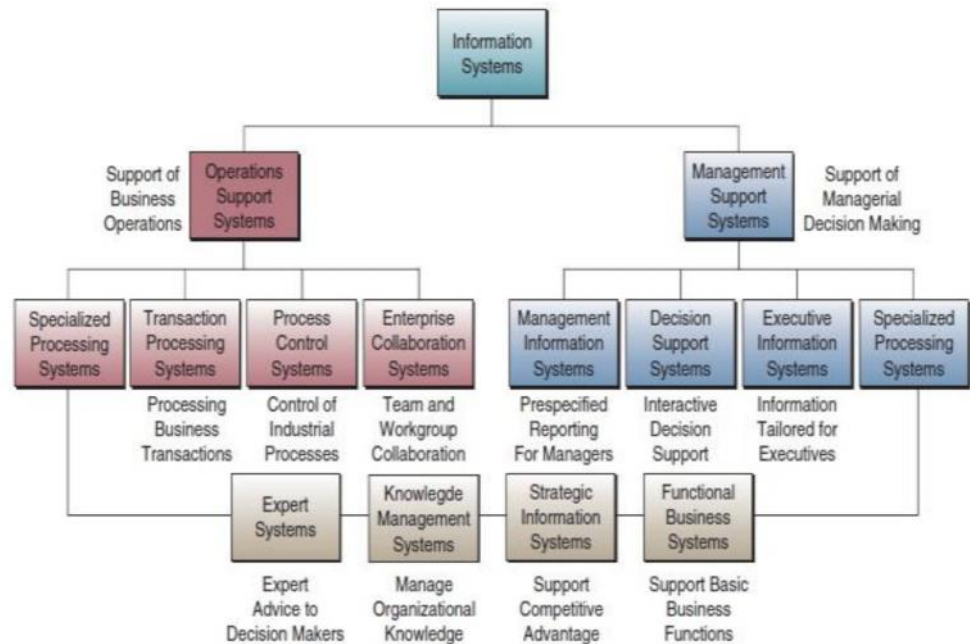 Information
Systems
Support of
Business
Operations
Operations
Support
Systems
Management
Support
Systems
Support of
Managerial
Decision Making
Specialized
Processing
Systems
Transaction
Processing
Systems
Process
Control
Systems
Enterprise
Collaboration
Systems
Management
Information
Systems
Decision
Support
Systems
Executive
Information
Systems
Specialized
Processing
Systems
Processing
Business
Transactions
Control of
Industrial
Processes
Team and
Workgroup
Collaboration
Prespecified
Reporting
For Managers
Interactive
Decision
Support
Information
Tailored for
Executives
Expert
Systems
Knowlegde
Management
Systems
Strategic
Information
Systems
Functional
Business
Systems
Expert
Advice to
Decision Makers
Manage
Organizational
Knowledge
Support
Competitive
Advantage
Support Basic
Business
Functions